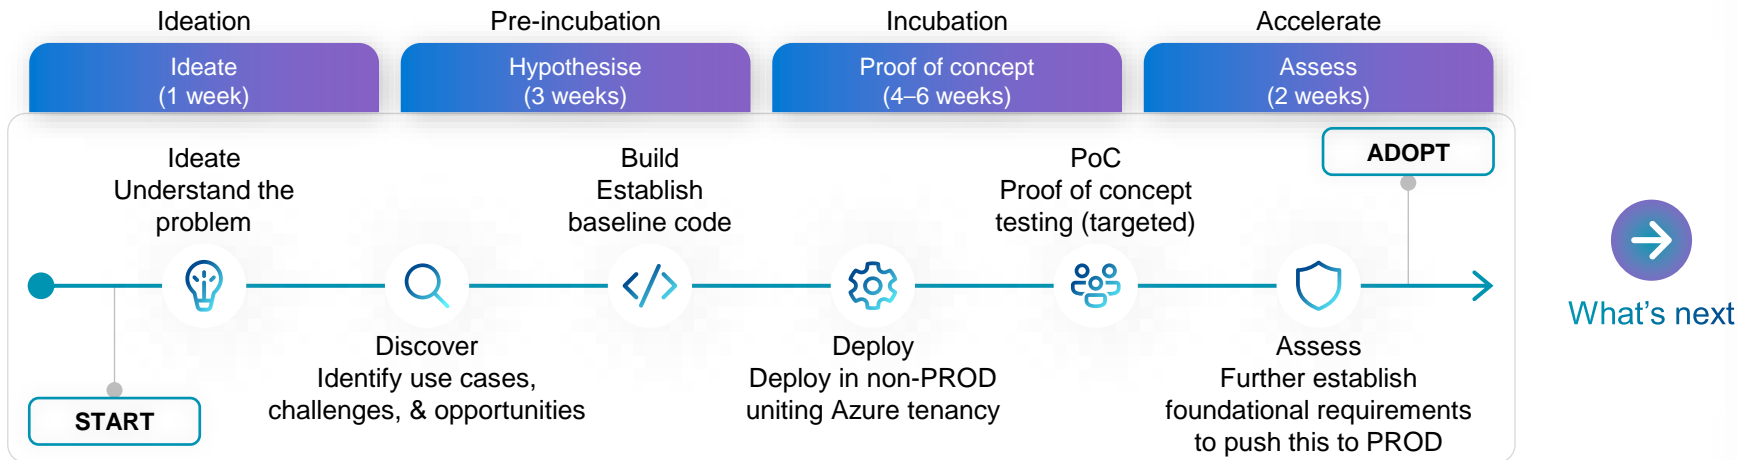 Ideation
Pre-incubation
Incubation
Accelerate
Ideate
(1 week)
Hypothesise
(3 weeks)
Proof of concept
(4–6 weeks)
Assess
(2 weeks)
Ideate
Understand the
problem
Build
Establish
baseline code
PoC
Proof of concept
testing (targeted)
ADOPT
What's next
START
Discover
Identify use cases,
challenges, & opportunities
Deploy
Deploy in non-PROD
uniting Azure tenancy
Assess
Further establish
foundational requirements
to push this to PROD